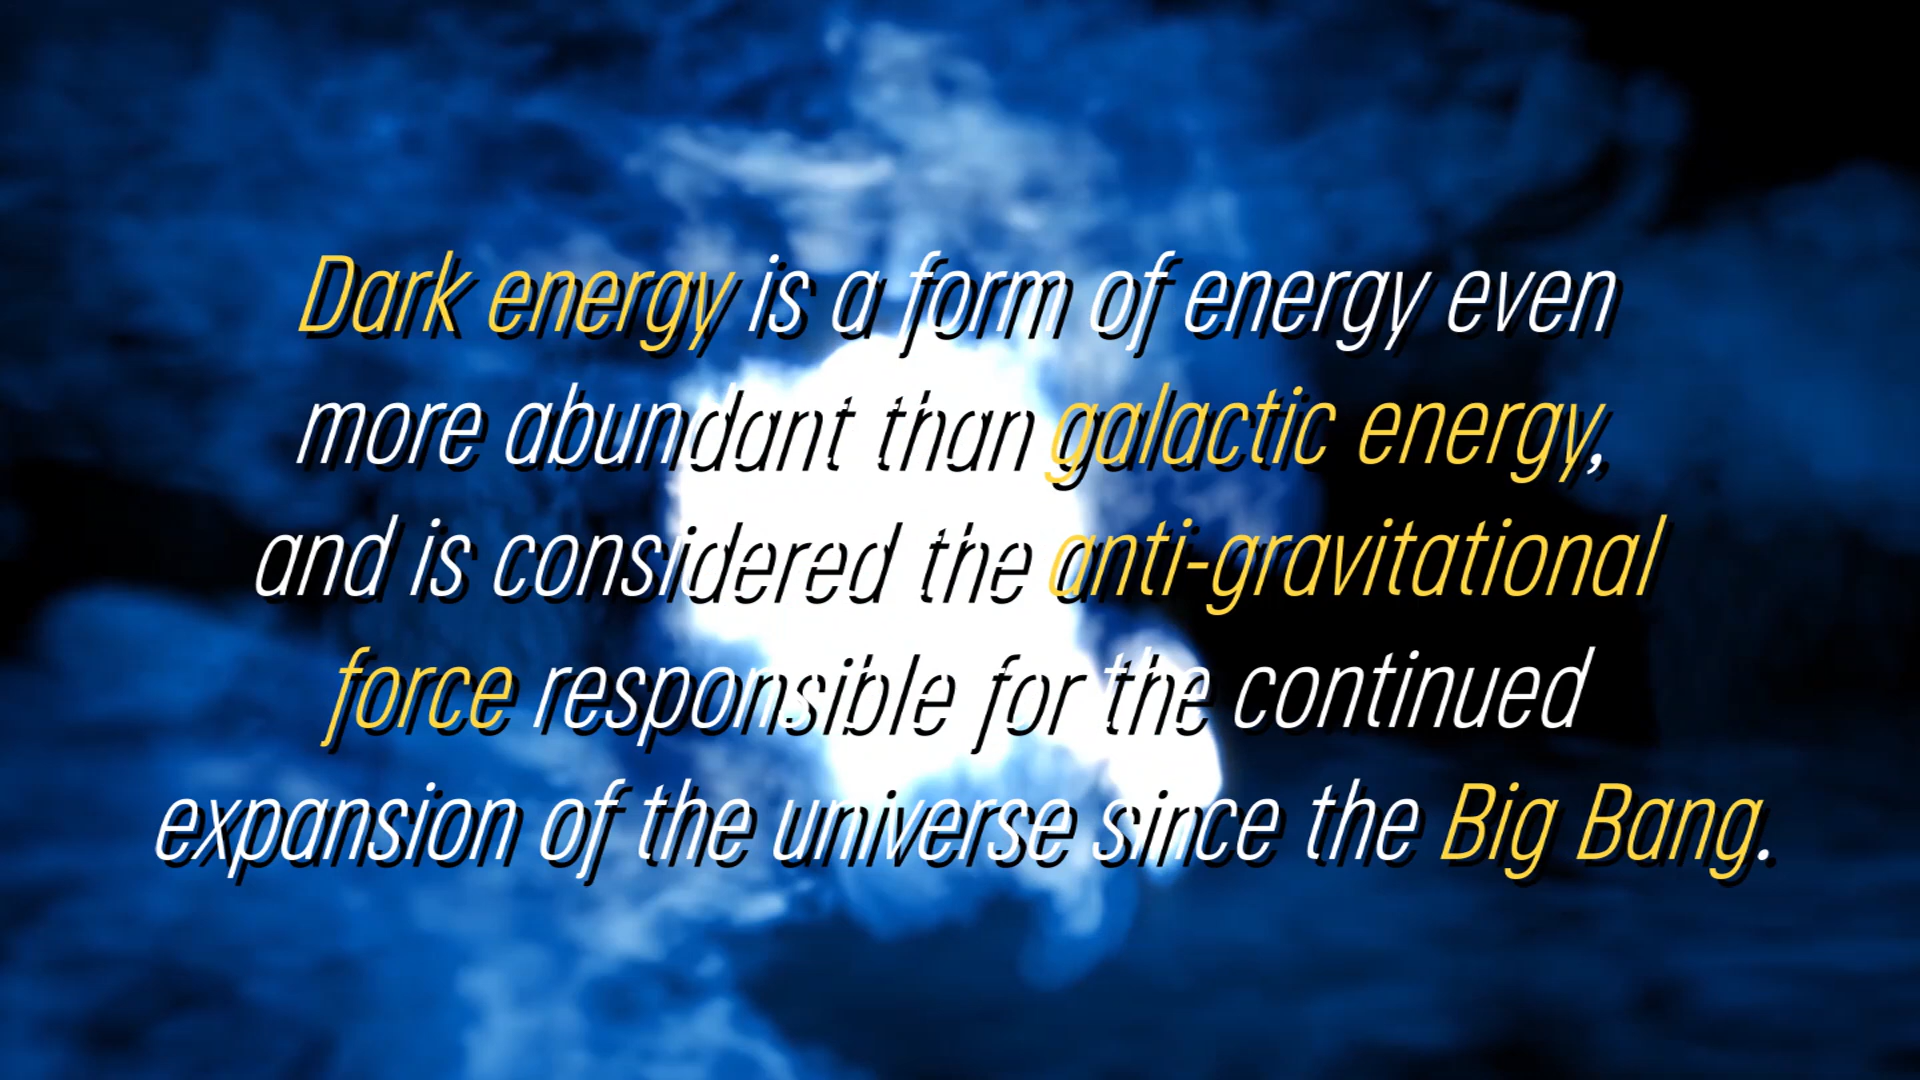 Dark energy is a form of energy even
more abundant than galactic energy,
and is considered the anti-gravitational
force responsible for the continued
expansion of the universe since the Big Bang.